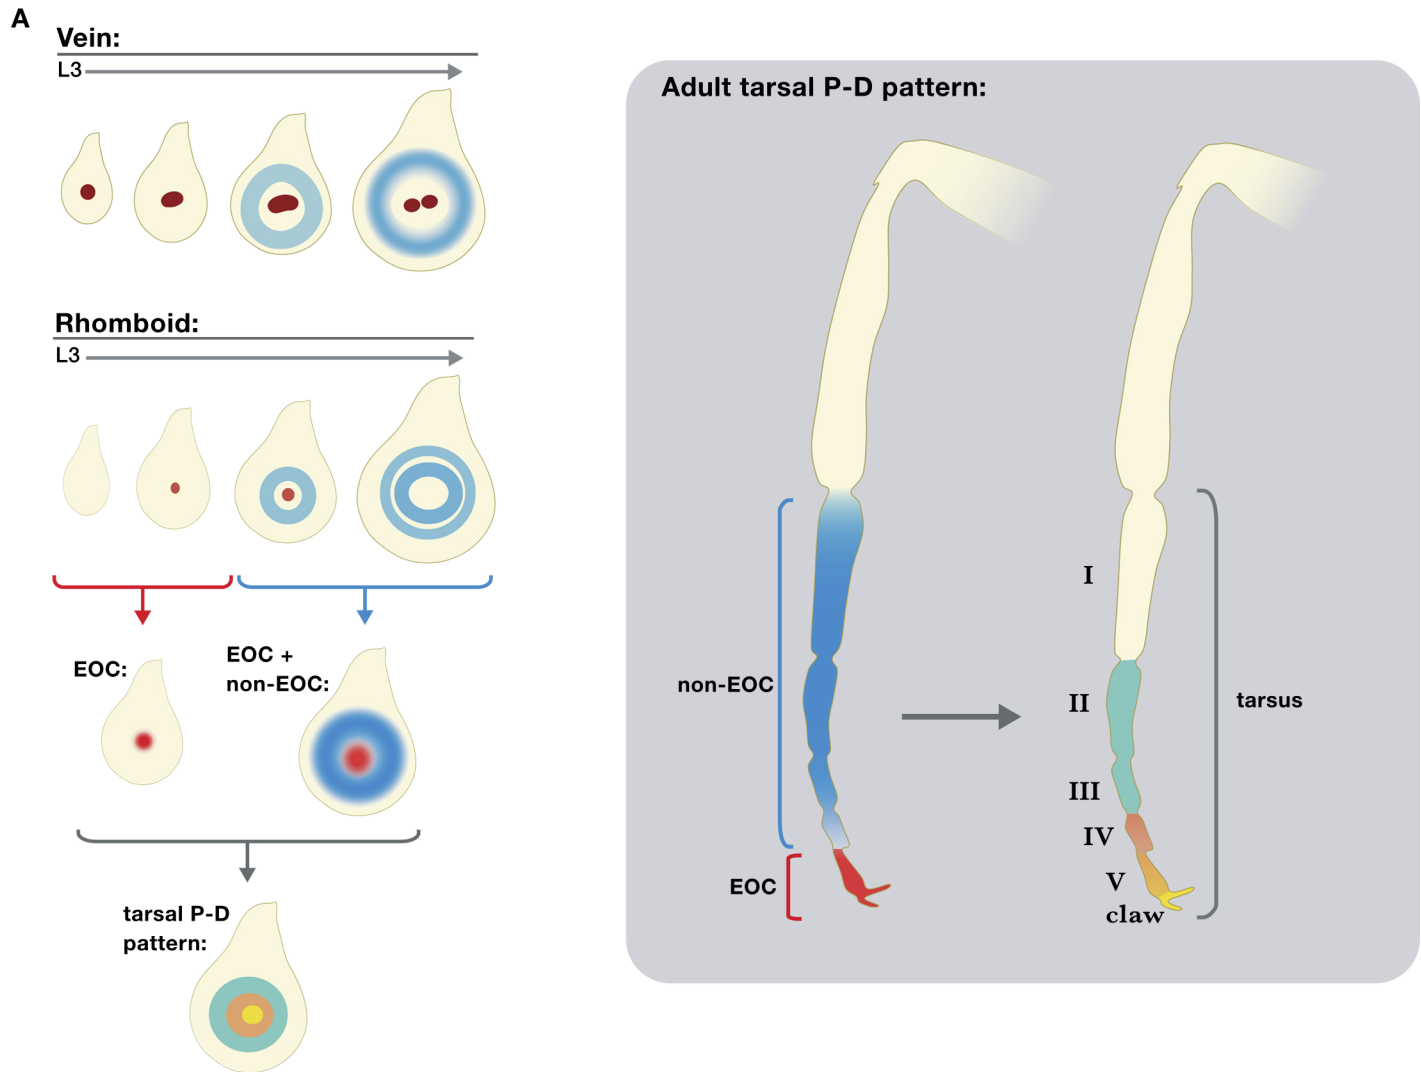 A
Vein:
L3
Rhomboid:
L3
EOC:
EOC +
non-EOC:
tarsal P-D
pattern:
Adult tarsal P-D pattern:
non-EOC
EOC
I
II
III
IV
V
claw
tarsus